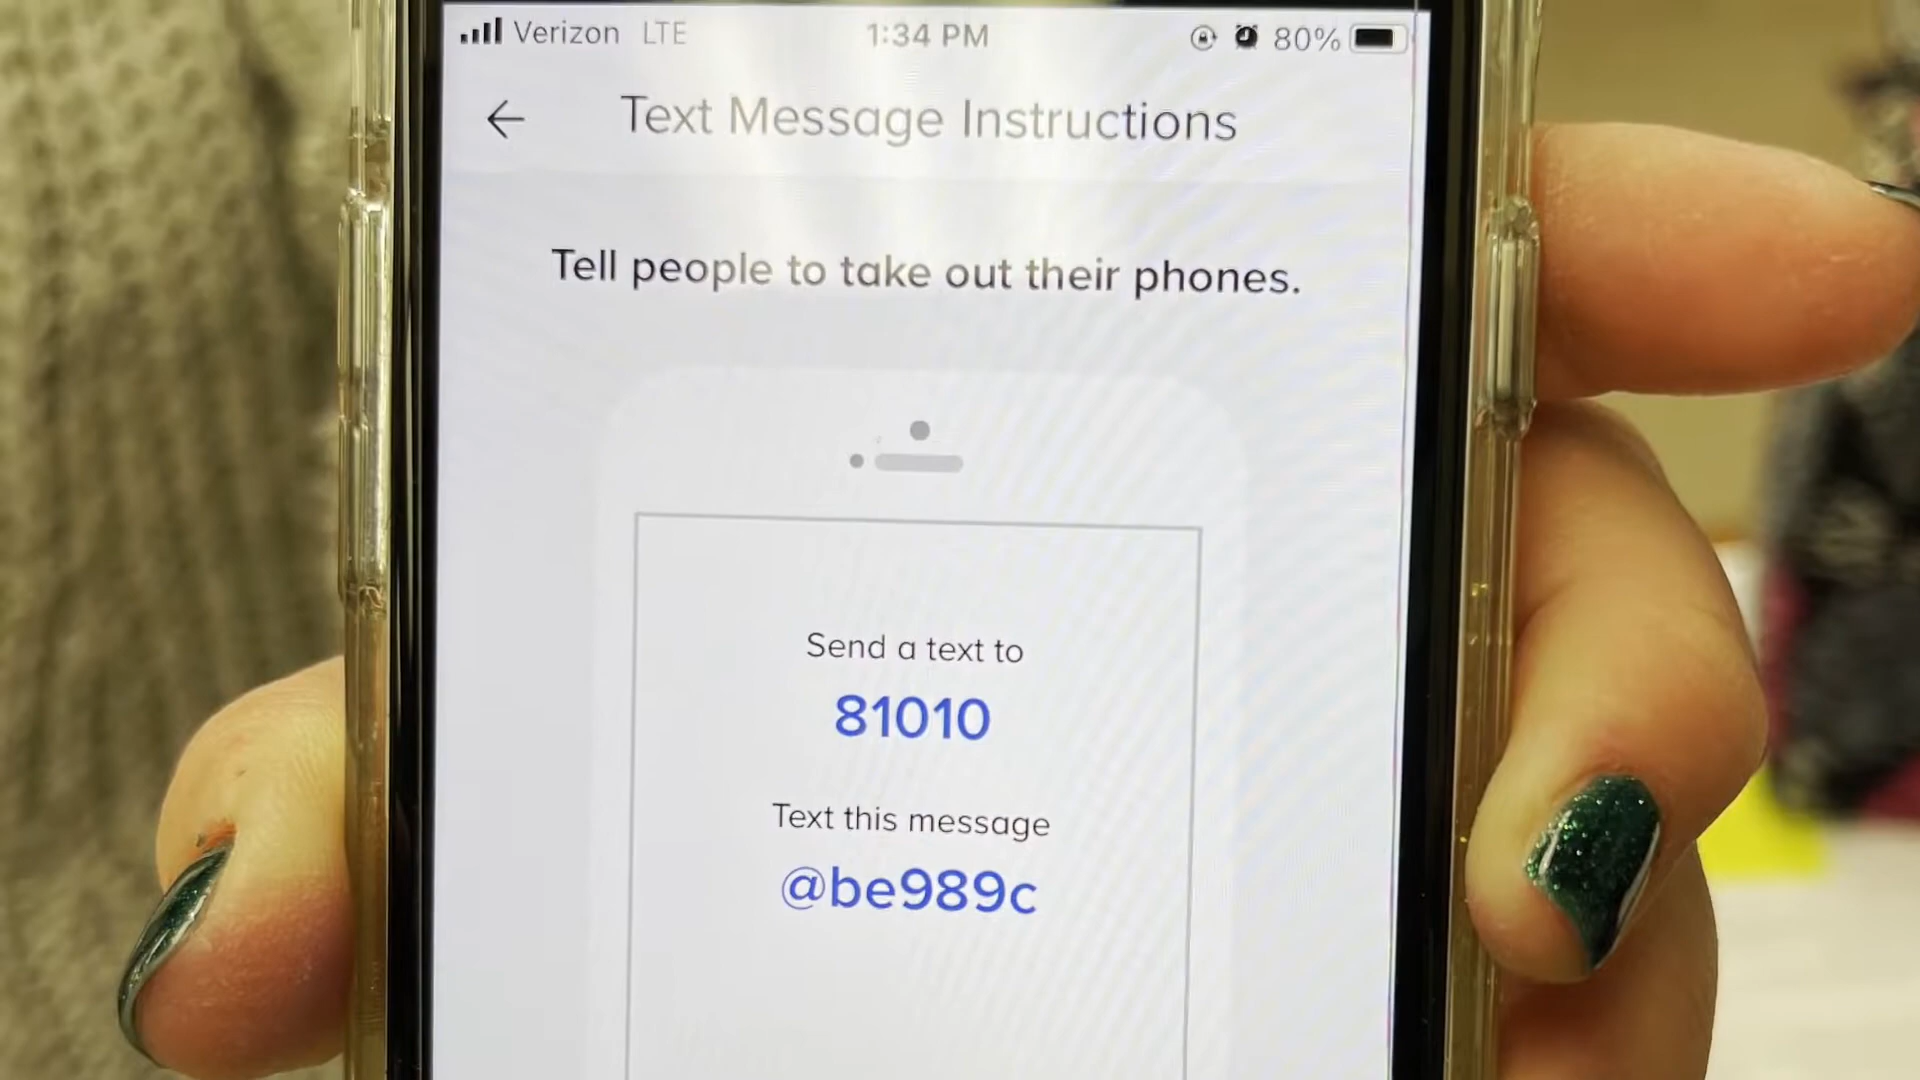 Verizon LTE 1:34 PM 80%
Text Message Instructions
Tell people to take out their phones.
Send a text to
81010
Text this message
@be989c